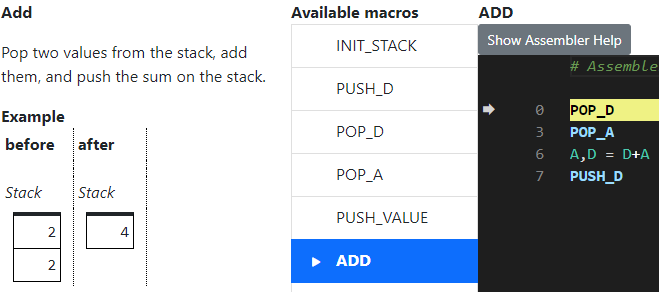 Add
Pop two values from the stack, add
them, and push the sum on the stack.
Example
before after
Stack Stack
2 4
2
Available macros
INIT_STACK
PUSH_D
POP_D
POP_A
PUSH_VALUE
ADD
ADD
Show Assembler Help
# Assemble
0 POP_D
3 POP_A
6 A,D = D+A
7 PUSH_D